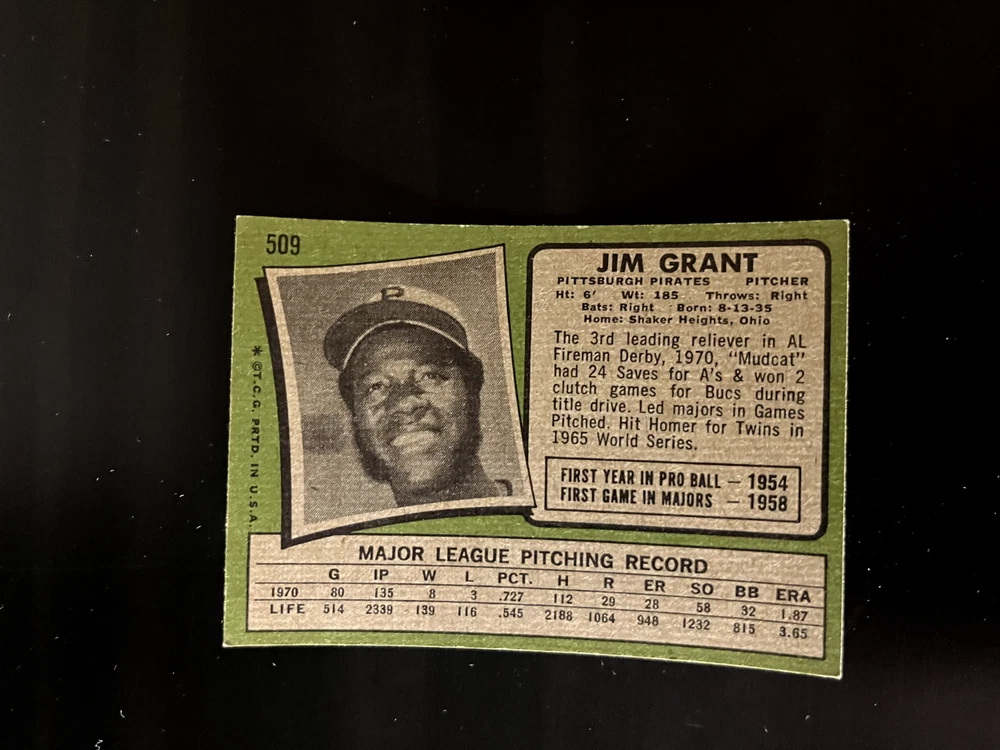 509
P
* ©T.C.G. PRTD. IN U.S.A.
JIM GRANT
PITTSBURGH PIRATES PITCHER
Ht: 6' Wt: 185 Throws: Right
Bats: Right Born: 8-13-35
Home: Shaker Heights, Ohio
The 3rd leading reliever in AL
Fireman Derby, 1970, "Mudcat"
had 24 Saves for A's & won 2
clutch games for Bucs during
title drive. Led majors in Games
Pitched. Hit Homer for Twins in
1965 World Series.
FIRST YEAR IN PRO BALL — 1954
FIRST GAME IN MAJORS — 1958
MAJOR LEAGUE PITCHING RECORD
G IP W L PCT. H R ER SO BB ERA
1970 80 135 8 3 .727 112 29 28 58 32 1.87
LIFE 514 2339 139 116 .545 2188 1064 948 1232 815 3.65